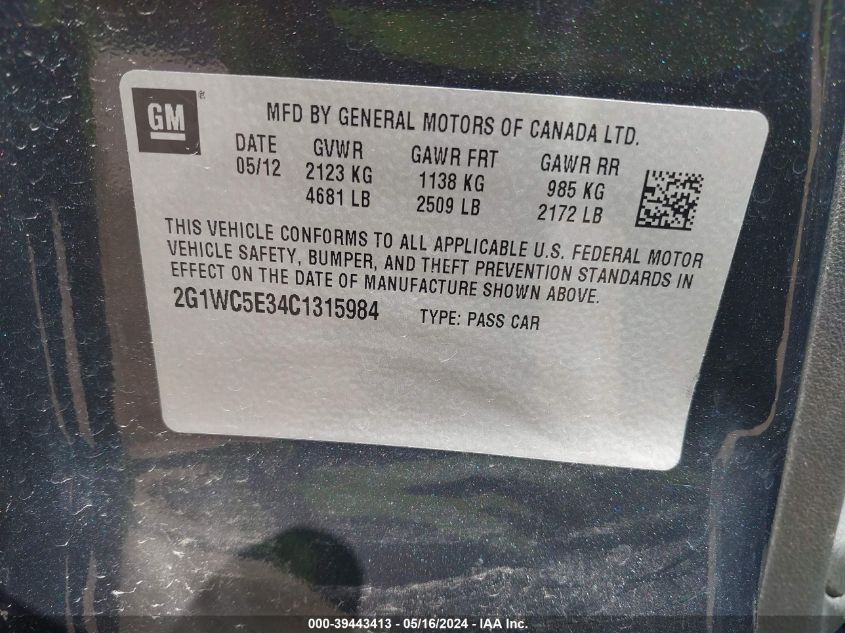 GM®
MFD BY GENERAL MOTORS OF CANADA LTD.
DATE GVWR GAWR FRT GAWR RR
05/12 2123 KG 1138 KG 985 KG
4681 LB 2509 LB 2172 LB
THIS VEHICLE CONFORMS TO ALL APPLICABLE U.S. FEDERAL MOTOR
VEHICLE SAFETY, BUMPER, AND THEFT PREVENTION STANDARDS IN
EFFECT ON THE DATE OF MANUFACTURE SHOWN ABOVE.
2G1WC5E34C1315984 TYPE: PASS CAR
000-39443413 - 05/16/2024 - IAA Inc.